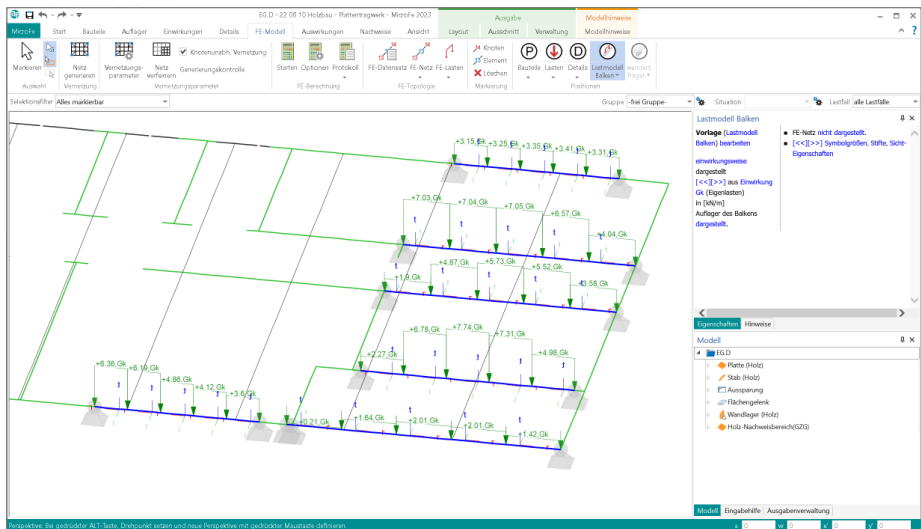 EG.D - 22 08 10 Holzbau - Plattentragwerk - MicroFe 2023
Ausgabe
Modellhinweise
MicroFe Start Bauteile Auflager Einwirkungen Details FE-Modell Auswirkungen Nachweise Ansicht Layout Ausschnitt Verwaltung Modellhinweise
Markieren
Netz generieren
Vernetzungs-parameter
Netz verfeinern
Knotenunabh. Vernetzung
Generierungskontrolle
Starten Optionen Protokoll
FE-Datensatz FE-Netz FE-Lasten
Knoten
Element
Löschen
Bauteile Lasten Details
Lastmodell Balken
Auswahl Vernetzung Vernetzungsparameter FE-Berechnung FE-Topologie Markierung Positionen
Selektionsfilter Alles markierbar
Gruppe -frei Gruppe-
Situation
Lastfall alle Lastfälle
+3.15, +3.25, +3.35, Gk +3.41, +3.31, Gk
+7.03, Gk +7.04, Gk +7.05, Gk +6.57, Gk +4.04, Gk
+1.9, Gk +4.87, Gk +5.73, Gk +5.52, Gk +3.58, Gk
+2.27, Gk +6.78, Gk +7.74, Gk +7.31, Gk +4.98, Gk
+6.36, Gk +6.19, Gk +4.86, Gk +4.12, Gk +3.6, Gk
+0.21, Gk +1.64, Gk +2.01, Gk +2.01, Gk +1.42, Gk
Lastmodell Balken
Vorlage (Lastmodell
Balken) bearbeiten
einwirkungsweise
dargestellt
[<<][>>] aus Einwirkung
Gk (Eigenlasten)
in [kN/m]
Auflager des Balkens
dargestellt.
FE-Netz nicht dargestellt.
[<<][>>] Symbolgrößen, Stifte, Sicht-
Eigenschaften
Eigenschaften Hinweise
Modell
EG.D
Platte (Holz)
Stab (Holz)
Aussparung
Flächengelenk
Wandlager (Holz)
Holz-Nachweisbereich(GZG)
Modell Eingabehilfe Ausgabenverwaltung
Perspektive: Bei gedrückter ALT-Taste, Drehpunkt setzen und neue Perspektive mit gedrückter Maustaste definieren.
x 0 w 0 x' 0 y' 0